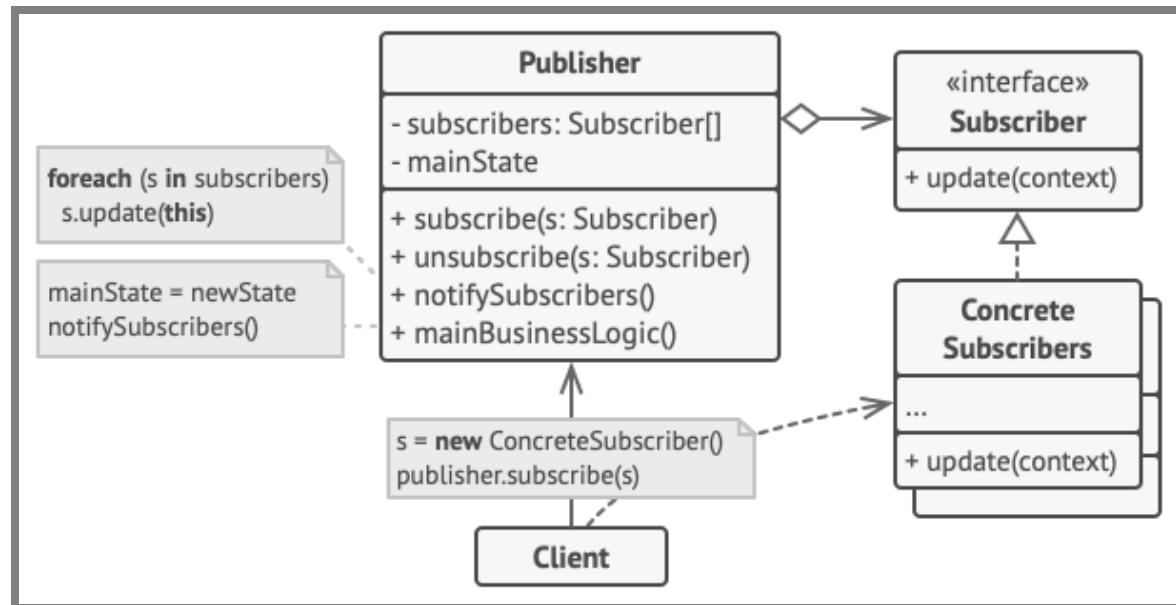 Publisher
- subscribers: Subscriber[]
- mainState
+ subscribe(s: Subscriber)
+ unsubscribe(s: Subscriber)
+ notifySubscribers()
+ mainBusinessLogic()
«interface»
Subscriber
+ update(context)
foreach (s in subscribers)
s.update(this)
mainState = newState
notifySubscribers()
Concrete
Subscribers
...
+ update(context)
s = new ConcreteSubscriber()
publisher.subscribe(s)
Client